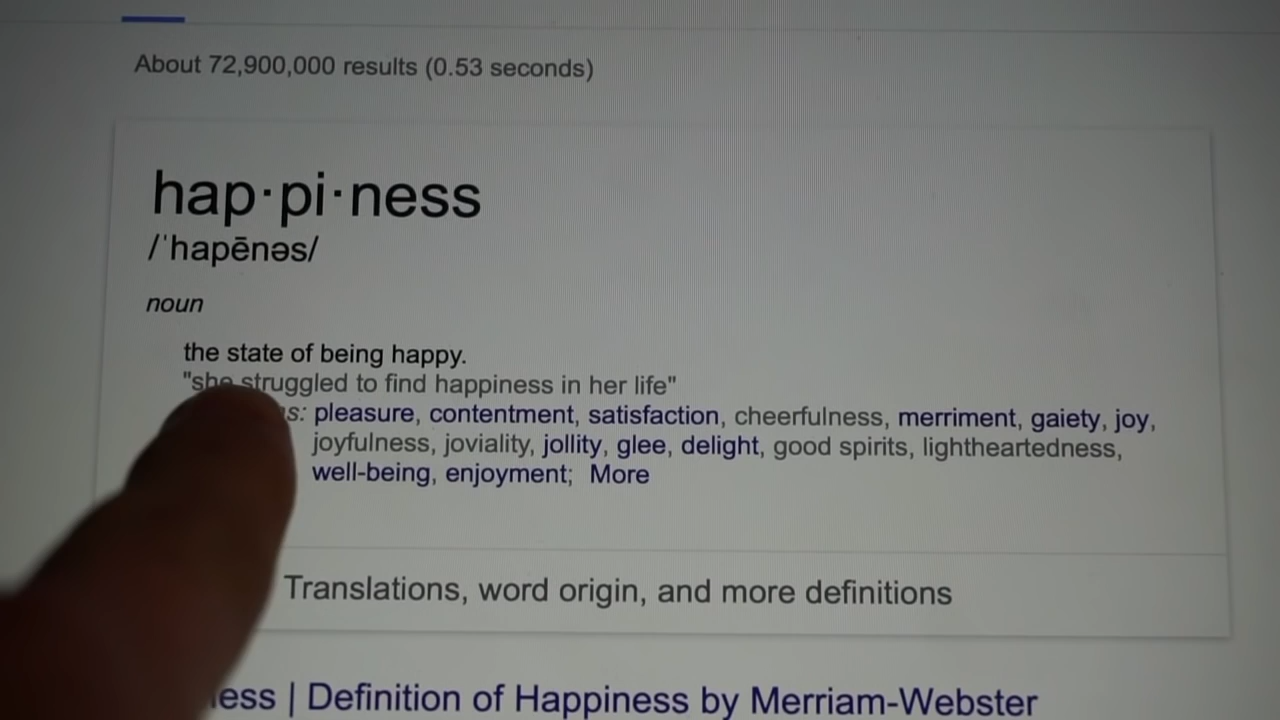 About 72,900,000 results (0.53 seconds)
hap·pi·ness
/ˈhapēnəs/
noun
the state of being happy.
"she struggled to find happiness in her life"
pleasure, contentment, satisfaction, cheerfulness, merriment, gaiety, joy,
joyfulness, joviality, jollity, glee, delight, good spirits, lightheartedness,
well-being, enjoyment; More
Translations, word origin, and more definitions
| Definition of Happiness by Merriam-Webster